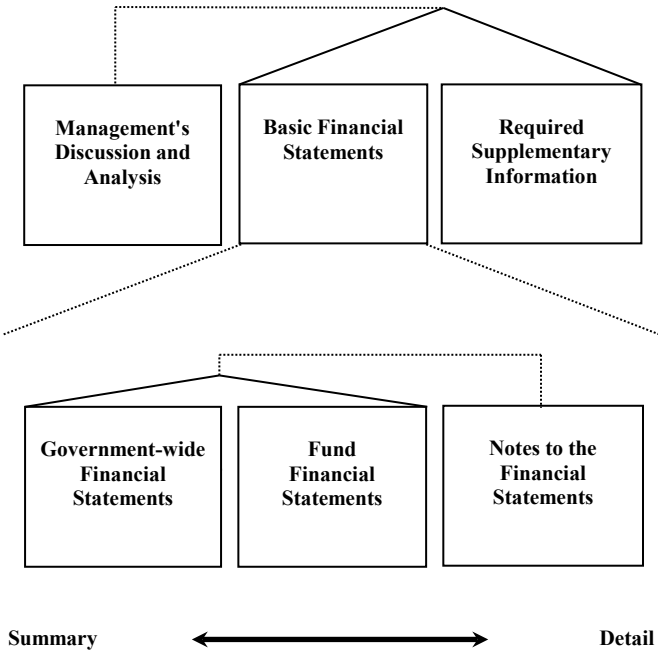 Management's
Discussion and
Analysis
Basic Financial
Statements
Required
Supplementary
Information
Government-wide
Financial
Statements
Fund
Financial
Statements
Notes to the
Financial
Statements
Summary
Detail